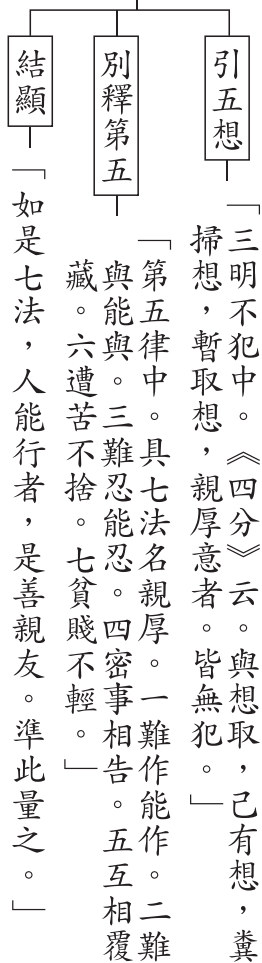 引五想
「三明不犯中。《四分》云。與想取，己有想，糞
掃想，暫取想，親厚意者。皆無犯。」
別釋第五
「第五律中。具七法名親厚。一難作能作。二難
與能與。三難忍能忍。四密事相告。五互相覆
藏。六遭苦不捨。七貧賤不輕。」
結顯
「如是七法，人能行者，是善親友。準此量之。」